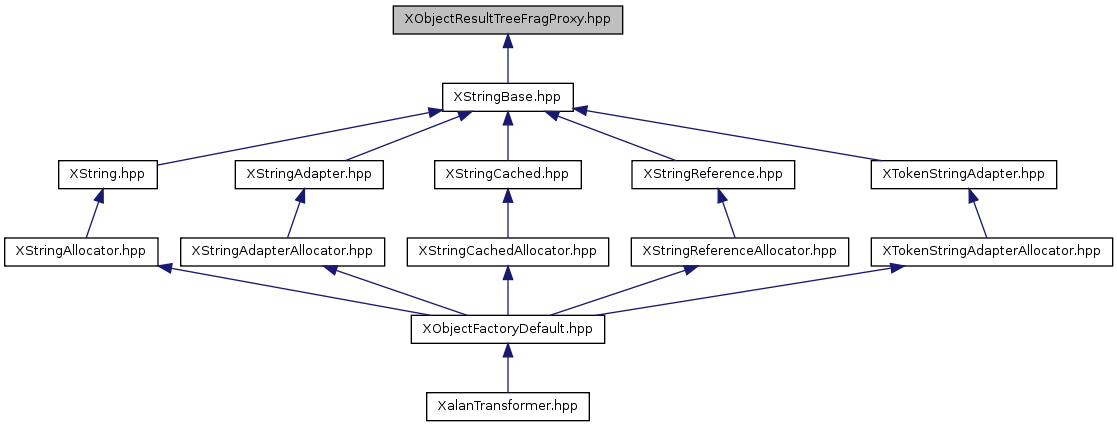 XObjectResultTreeFragProxy.hpp
XStringBase.hpp
XString.hpp
XStringAdapter.hpp
XStringCached.hpp
XStringReference.hpp
XTokenStringAdapter.hpp
XStringAllocator.hpp
XStringAdapterAllocator.hpp
XStringCachedAllocator.hpp
XStringReferenceAllocator.hpp
XTokenStringAdapterAllocator.hpp
XObjectFactoryDefault.hpp
XalanTransformer.hpp